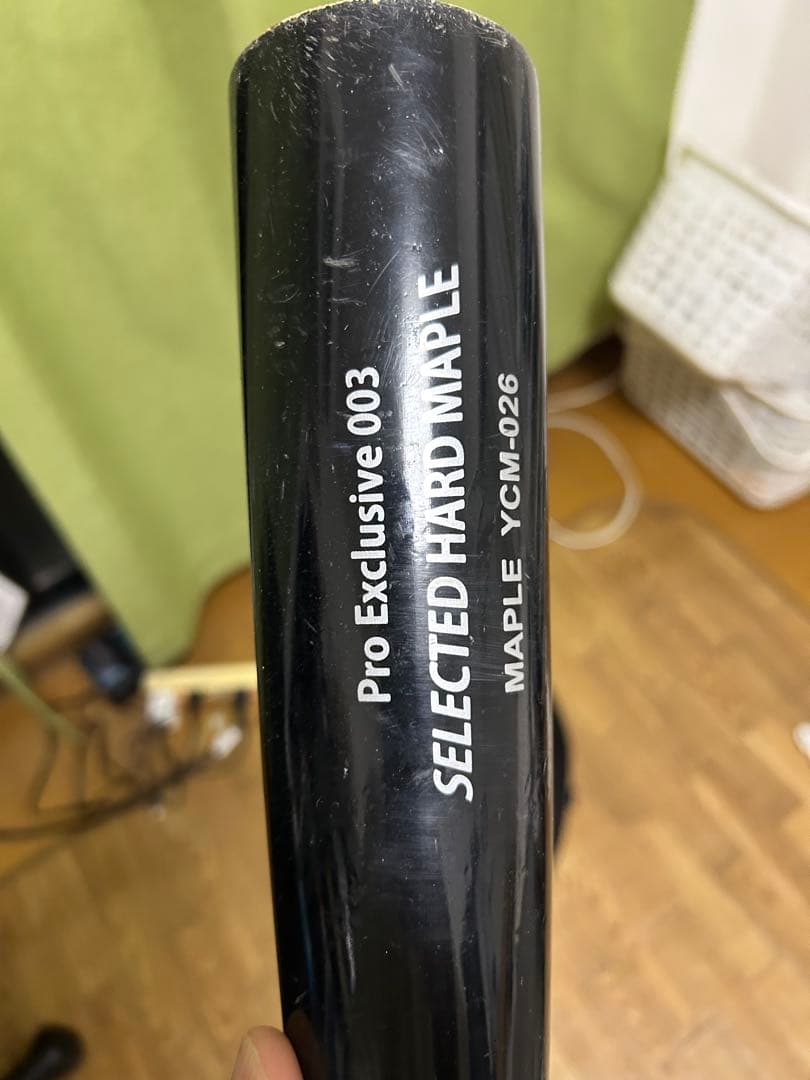 Pro Exclusive 003
SELECTED HARD MAPLE
MAPLE YCM-026